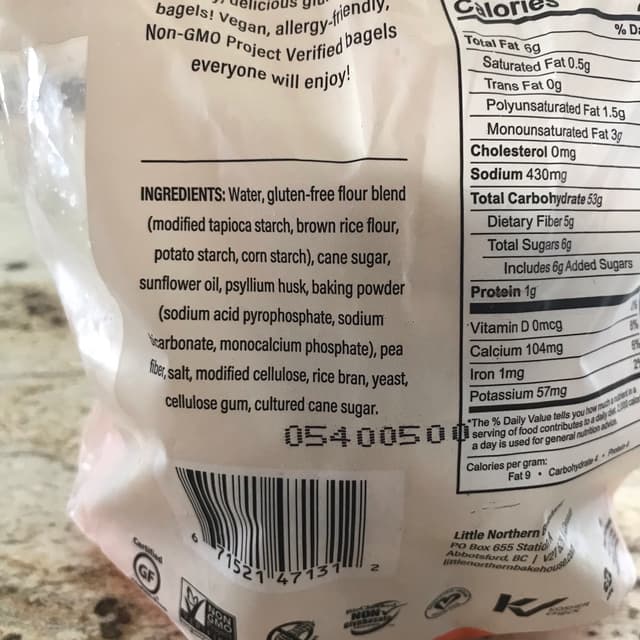 delicious
bagels! Vegan, allergy-friendly,
Non-GMO Project Verified bagels
everyone will enjoy!
INGREDIENTS: Water, gluten-free flour blend
(modified tapioca starch, brown rice flour,
potato starch, corn starch), cane sugar,
sunflower oil, psyllium husk, baking powder
(sodium acid pyrophosphate, sodium
bicarbonate, monocalcium phosphate), pea
fiber, salt, modified cellulose, rice bran, yeast,
cellulose gum, cultured cane sugar.
05400500
6 71521 47131 2
Certified
GF
NON
GMO
NON
Calories
% Da
Total Fat 6g
Saturated Fat 0.5g
Trans Fat 0g
Polyunsaturated Fat 1.5g
Monounsaturated Fat 3g
Cholesterol 0mg
Sodium 430mg
Total Carbohydrate 53g
Dietary Fiber 5g
Total Sugars 6g
Includes 6g Added Sugars
Protein 1g
Vitamin D 0mcg
Calcium 104mg
Iron 1mg
Potassium 57mg
*The % Daily Value tells you how much a nutrient in a
serving of food contributes to a daily diet.
a day is used for general nutrition advice.
Calories per gram:
Fat 9 • Carbohydrate 4 •
Little Northern
PO Box 655 Statio
Abbotsford, BC
littlenorthernbakehouse
K